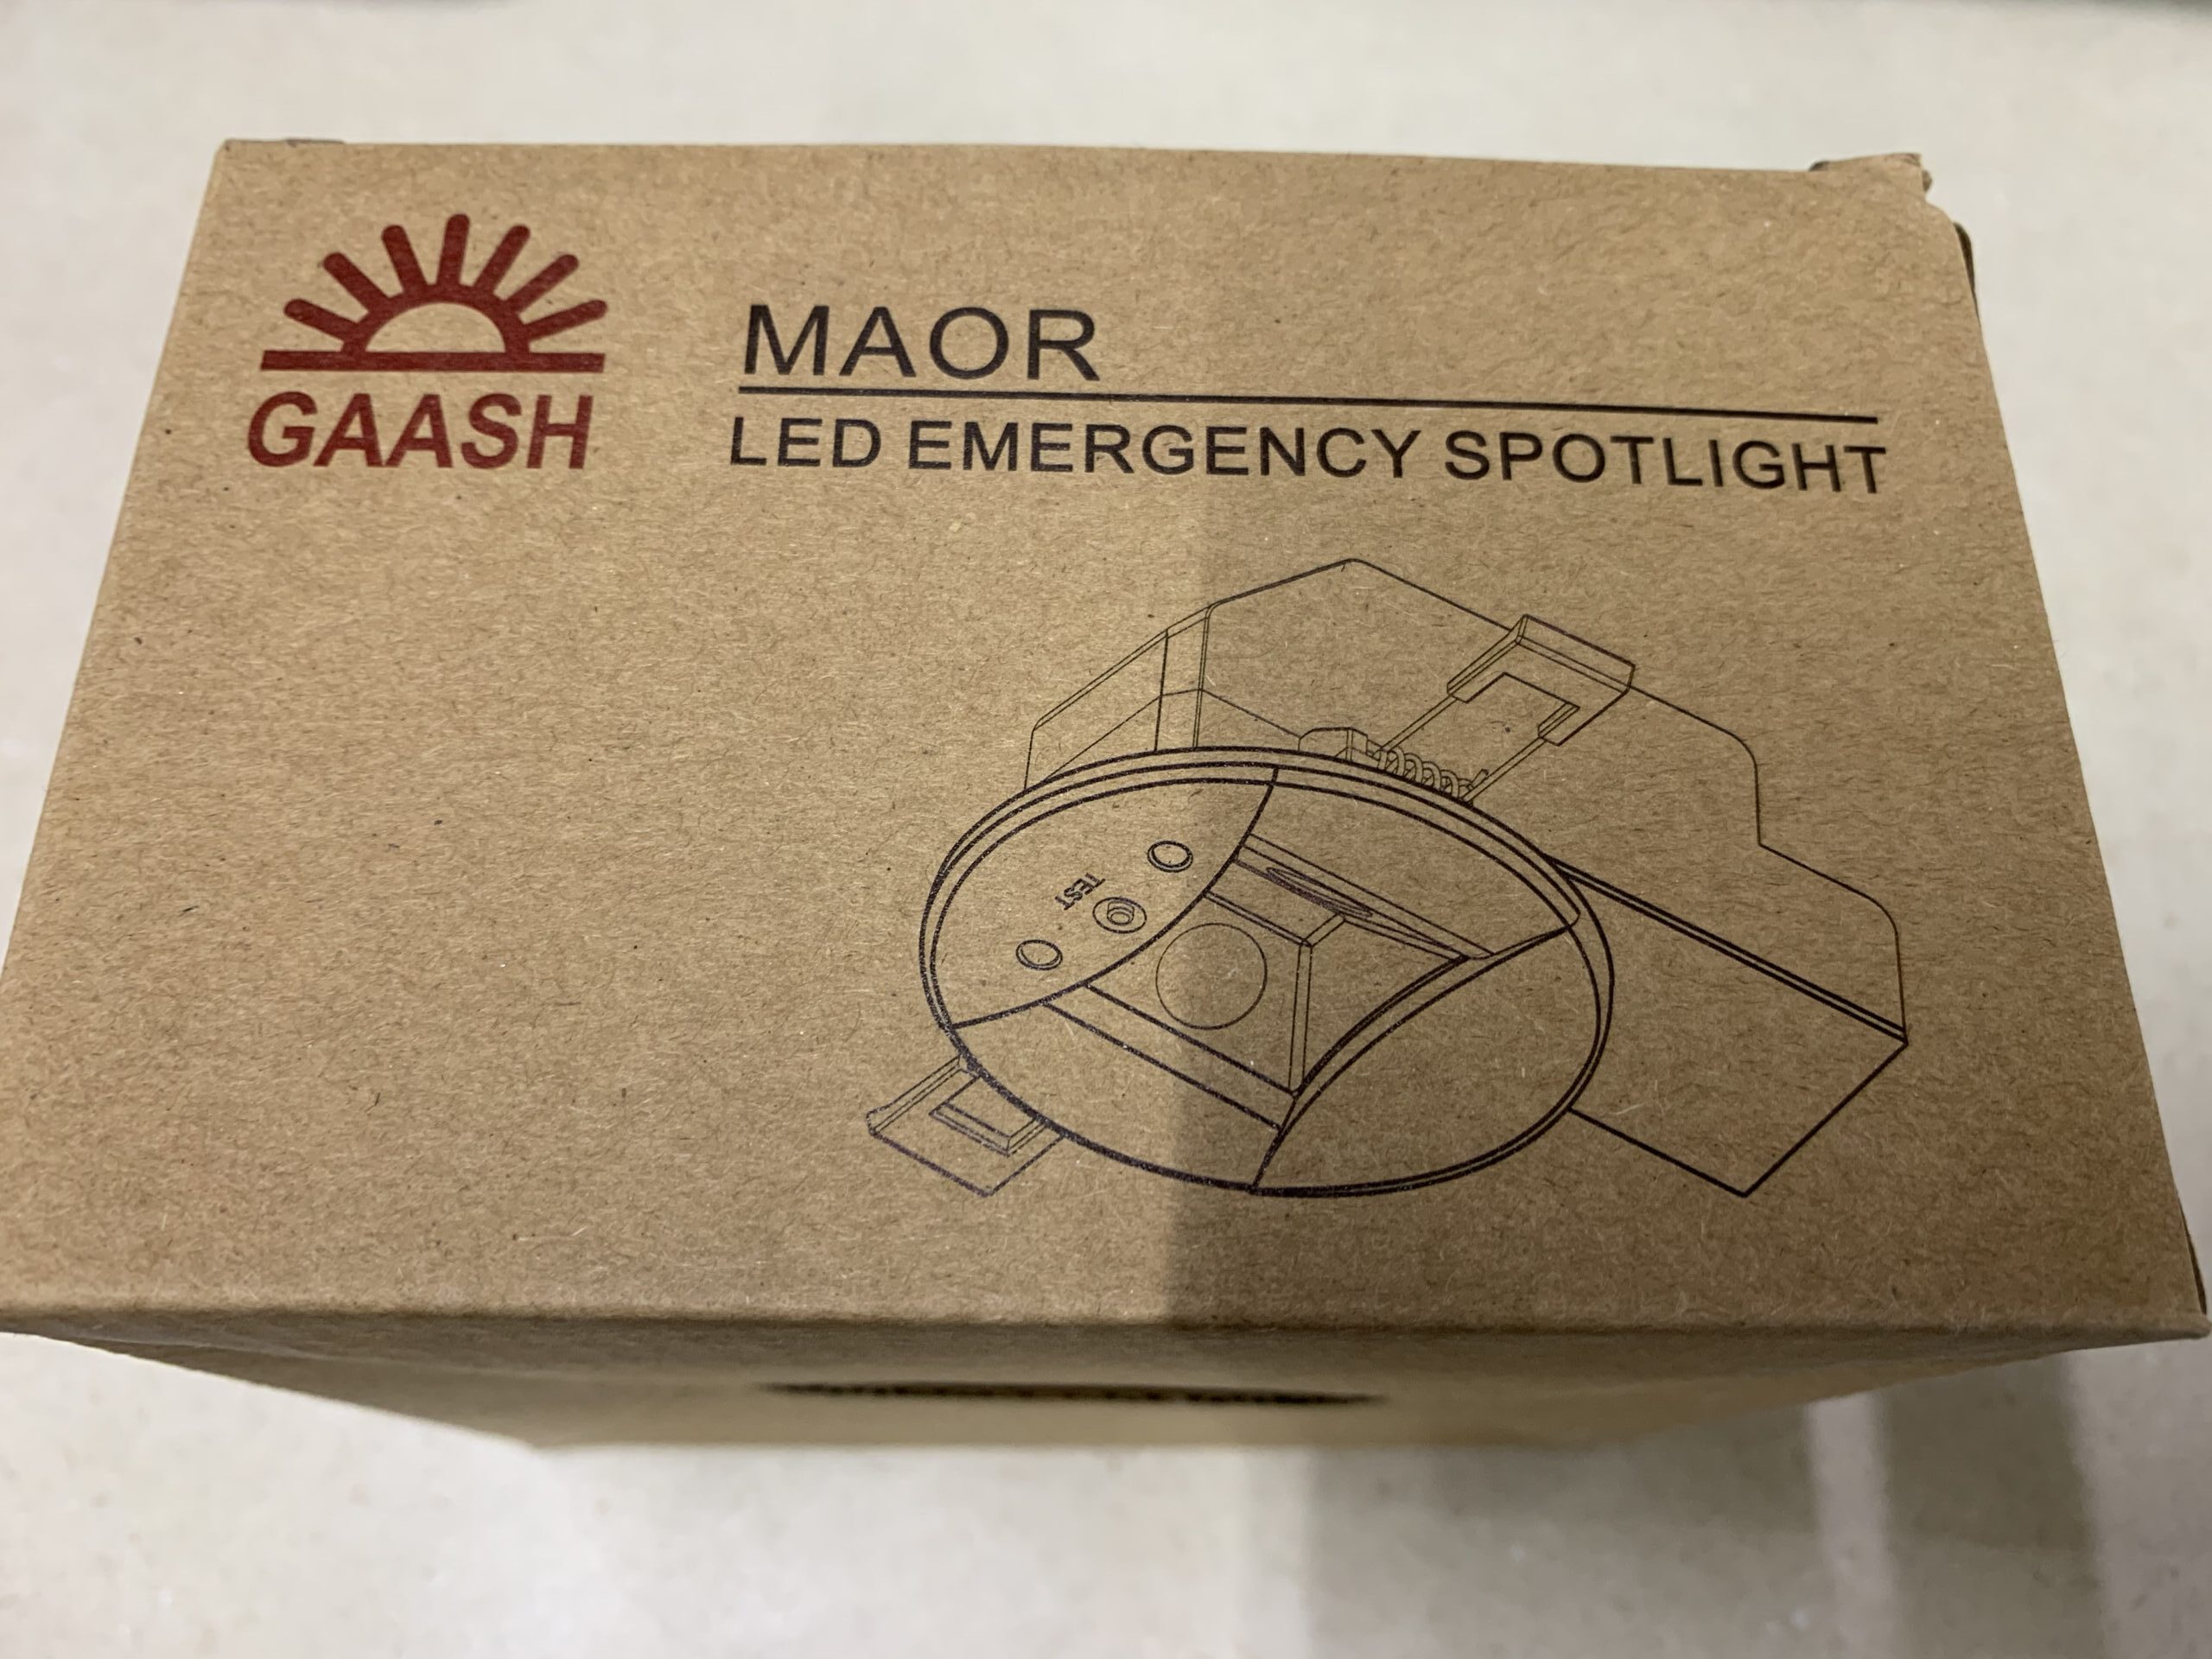 GAASH
MAOR
LED EMERGENCY SPOTLIGHT
TEST